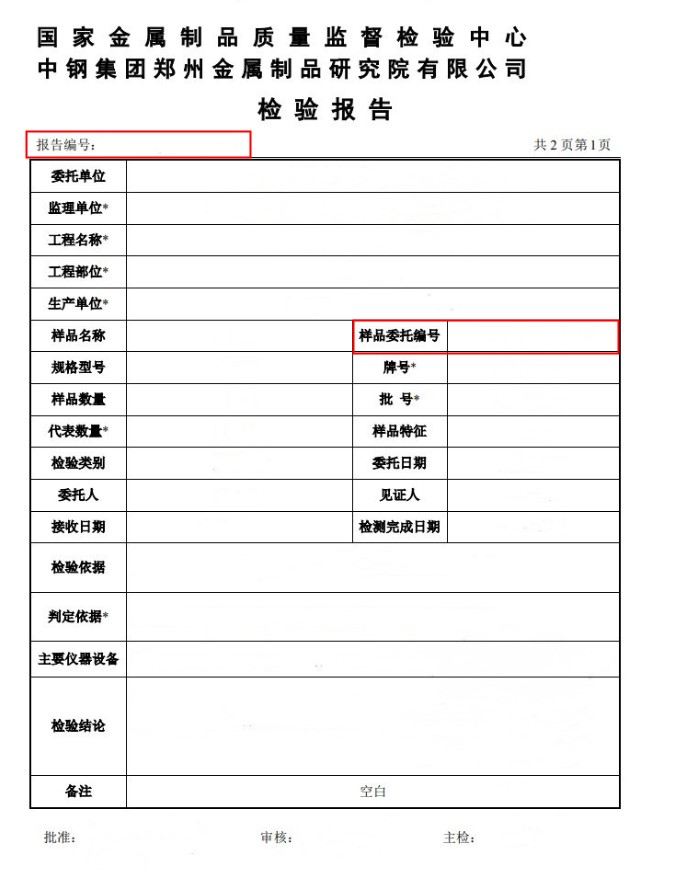 国家金属制品质量监督检验中心
中钢集团郑州金属制品研究院有限公司
检验报告
报告编号： 共2页第1页
委托单位
监理单位*
工程名称*
工程部位*
生产单位*
样品名称 样品委托编号
规格型号 牌号*
样品数量 批 号*
代表数量* 样品特征
检验类别 委托日期
委托人 见证人
接收日期 检测完成日期
检验依据
判定依据*
主要仪器设备
检验结论
备注 空白
批准： 审核： 主检：